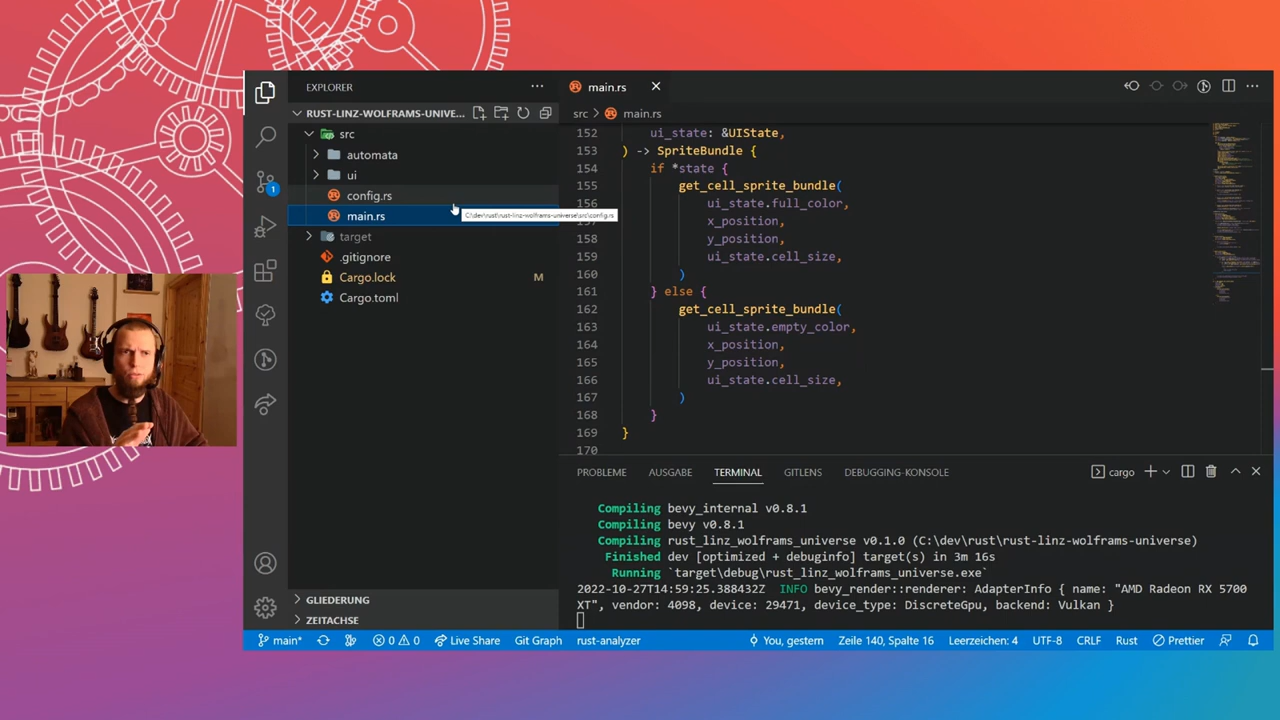 EXPLORER
RUST-LINZ-WOLFRAMS-UNIVE...
src
automata
ui
config.rs
main.rs
target
.gitignore
Cargo.lock M
Cargo.toml
GLIEDERUNG
ZEITACHSE
1
C:\dev\rust\rust-linz-wolframs-universe\src\config.rs
main.rs
src > main.rs
152 ui_state: &UIState,
153 ) -> SpriteBundle {
154 if *state {
155 get_cell_sprite_bundle(
156 ui_state.full_color,
x_position,
158 y_position,
159 ui_state.cell_size,
160 )
161 } else {
162 get_cell_sprite_bundle(
163 ui_state.empty_color,
164 x_position,
165 y_position,
166 ui_state.cell_size,
167 )
168 }
169 }
170
PROBLEME AUSGABE TERMINAL GITLENS DEBUGGING-KONSOLE cargo
Compiling bevy_internal v0.8.1
Compiling bevy v0.8.1
Compiling rust_linz_wolframs_universe v0.1.0 (C:\dev\rust\rust-linz-wolframs-universe)
Finished dev [optimized + debuginfo] target(s) in 3m 16s
Running `target\debug\rust_linz_wolframs_universe.exe`
2022-10-27T14:59:25.388432Z INFO bevy_render::renderer: AdapterInfo { name: "AMD Radeon RX 5700
XT", vendor: 4098, device: 29471, device_type: DiscreteGpu, backend: Vulkan }
main* 0 0 Live Share Git Graph rust-analyzer You, gestern Zeile 140, Spalte 16 Leerzeichen: 4 UTF-8 CRLF Rust Prettier